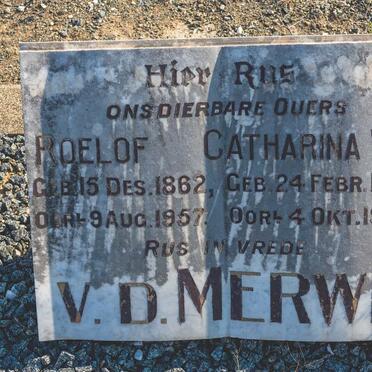 Hier Rus
ONS DIERBARE OUERS
ROELOF CATHARINA
GEB. 15 DES. 1862, GEB. 24 FEBR.
OORL 9 AUG. 1957. OORL 4 OKT.
RUS IN VREDE
V. D. MERW